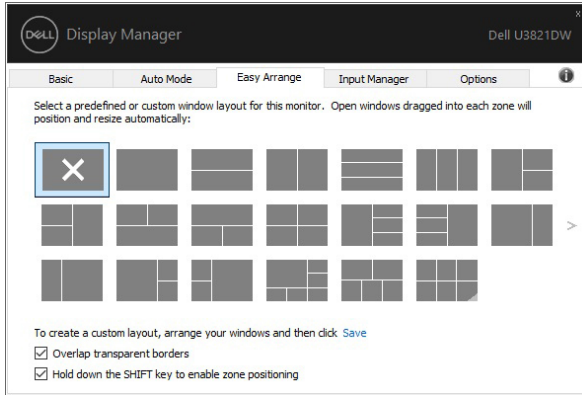 x
DELL Display Manager Dell U3821DW
Basic Auto Mode Easy Arrange Input Manager Options i
Select a predefined or custom window layout for this monitor. Open windows dragged into each zone will
position and resize automatically:
To create a custom layout, arrange your windows and then click Save
Overlap transparent borders
Hold down the SHIFT key to enable zone positioning